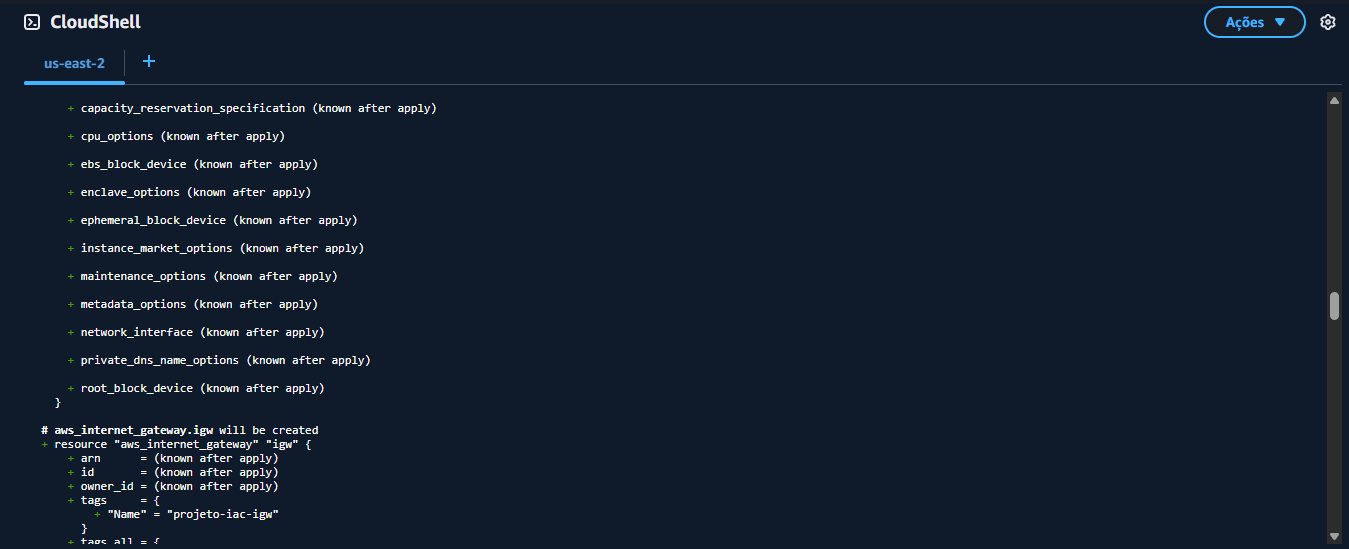 CloudShell
Ações
us-east-2
+
+ capacity_reservation_specification (known after apply)
+ cpu_options (known after apply)
+ ebs_block_device (known after apply)
+ enclave_options (known after apply)
+ ephemeral_block_device (known after apply)
+ instance_market_options (known after apply)
+ maintenance_options (known after apply)
+ metadata_options (known after apply)
+ network_interface (known after apply)
+ private_dns_name_options (known after apply)
+ root_block_device (known after apply)
}
# aws_internet_gateway.igw will be created
+ resource "aws_internet_gateway" "igw" {
+ arn = (known after apply)
+ id = (known after apply)
+ owner_id = (known after apply)
+ tags = {
+ "Name" = "projeto-iac-igw"
}
+ tags_all = {